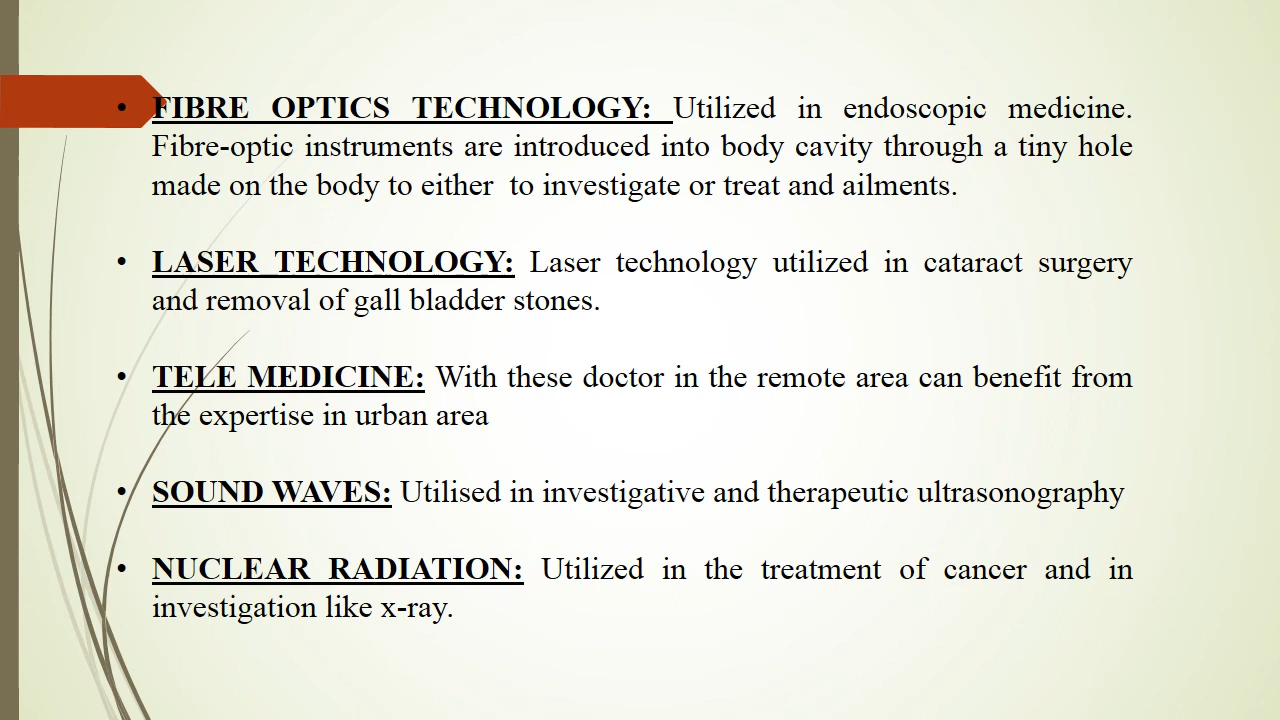 • FIBRE OPTICS TECHNOLOGY: Utilized in endoscopic medicine.
Fibre-optic instruments are introduced into body cavity through a tiny hole
made on the body to either  to investigate or treat and ailments.
• LASER TECHNOLOGY: Laser technology utilized in cataract surgery
and removal of gall bladder stones.
• TELE MEDICINE: With these doctor in the remote area can benefit from
the expertise in urban area
• SOUND WAVES: Utilised in investigative and therapeutic ultrasonography
• NUCLEAR RADIATION: Utilized in the treatment of cancer and in
investigation like x-ray.